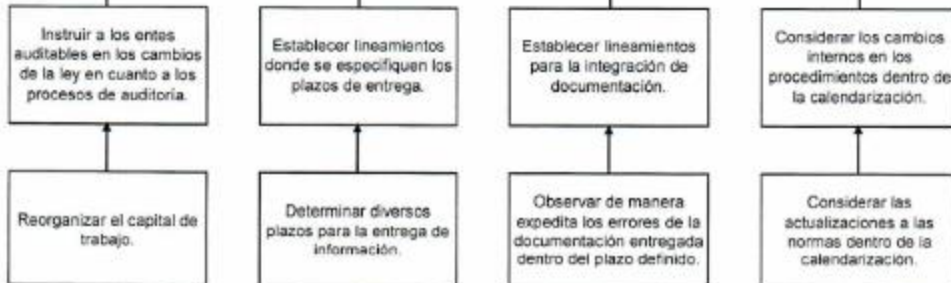 Instruir a los entes
auditables en los cambios
de la ley en cuanto a los
procesos de auditoría.
Establecer lineamientos
donde se especifiquen los
plazos de entrega.
Establecer lineamientos
para la integración de
documentación.
Considerar los cambios
internos en los
procedimientos dentro de
la calendarización.
Reorganizar el capital de
trabajo.
Determinar diversos
plazos para la entrega de
información.
Observar de manera
expedita los errores de la
documentación entregada
dentro del plazo definido.
Considerar las
actualizaciones a las
normas dentro de la
calendarización.